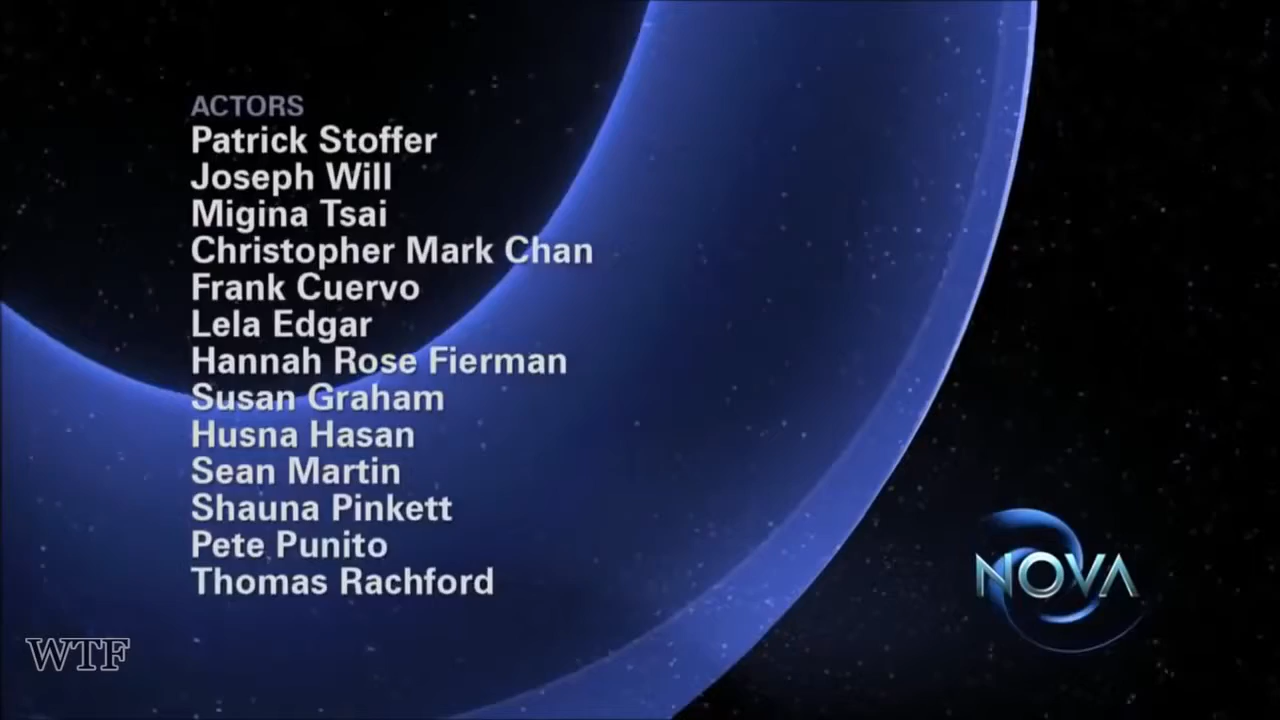 ACTORS
Patrick Stoffer
Joseph Will
Migina Tsai
Christopher Mark Chan
Frank Cuervo
Lela Edgar
Hannah Rose Fierman
Susan Graham
Husna Hasan
Sean Martin
Shauna Pinkett
Pete Punito
Thomas Rachford
NOVA
WTF